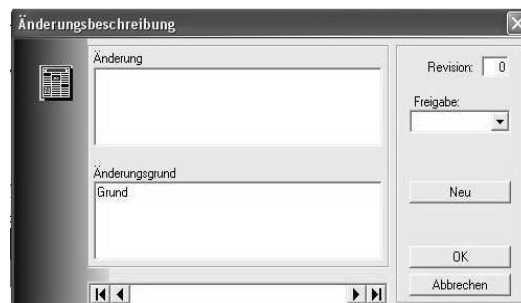 Änderungsbeschreibung
Änderung
Änderungsgrund
Grund
Revision: 0
Freigabe:
Neu
OK
Abbrechen